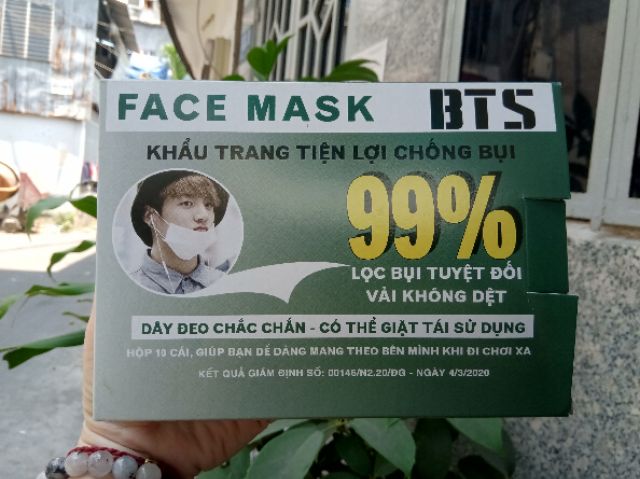 FACE MASK BTS
KHẨU TRANG TIỆN LỢI CHỐNG BỤI
99%
LỌC BỤI TUYỆT ĐỐI
VẢI KHÔNG DỆT
DÂY ĐEO CHẮC CHẮN - CÓ THỂ GIẶT TÁI SỬ DỤNG
HỘP 10 CÁI, GIÚP BẠN DỄ DÀNG MANG THEO BÊN MÌNH KHI ĐI CHƠI XA
KẾT QUẢ GIÁM ĐỊNH SỐ: 00146/N2.20/ĐG - NGÀY 4/3/2020